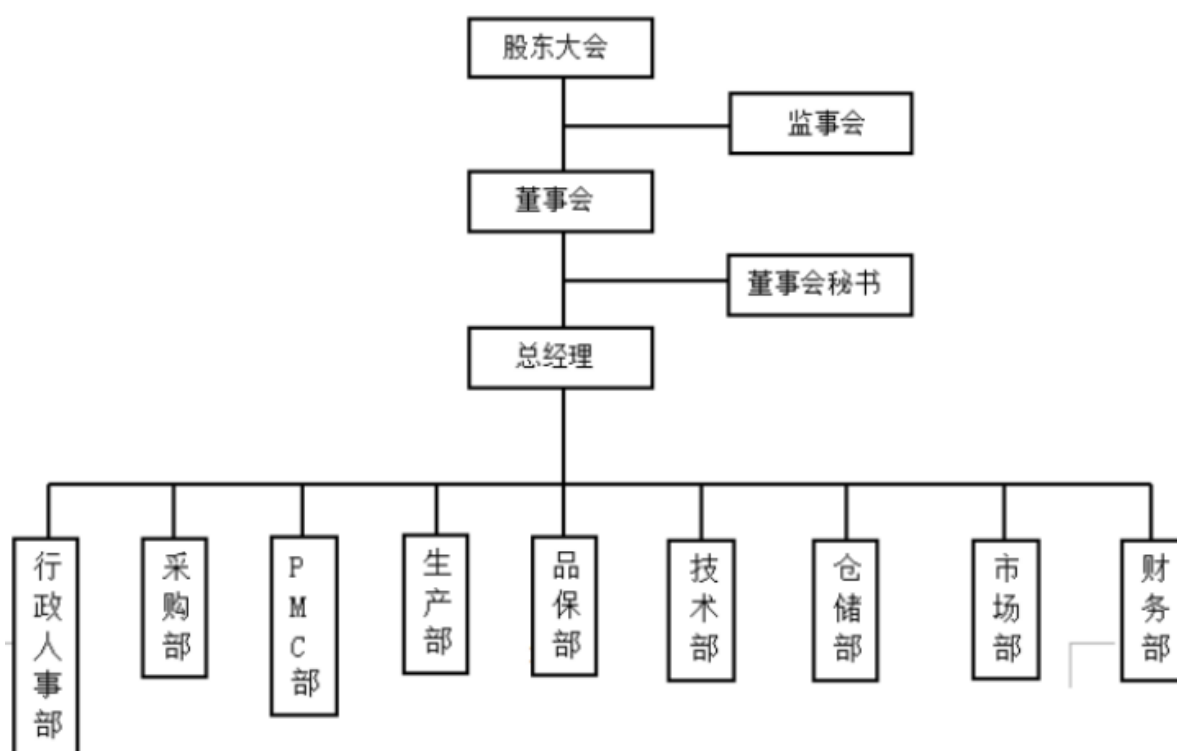 股东大会
监事会
董事会
董事会秘书
总经理
行政人事部
采购部
PMC部
生产部
品保部
技术部
仓储部
市场部
财务部